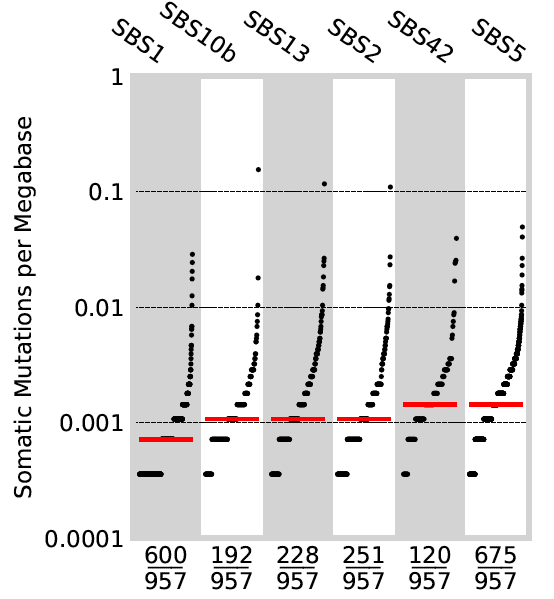 SBS1 SBS10b SBS13 SBS2 SBS42 SBS5
Somatic Mutations per Megabase
1
0.1
0.01
0.001
0.0001
600 192 228 251 120 675
957 957 957 957 957 957